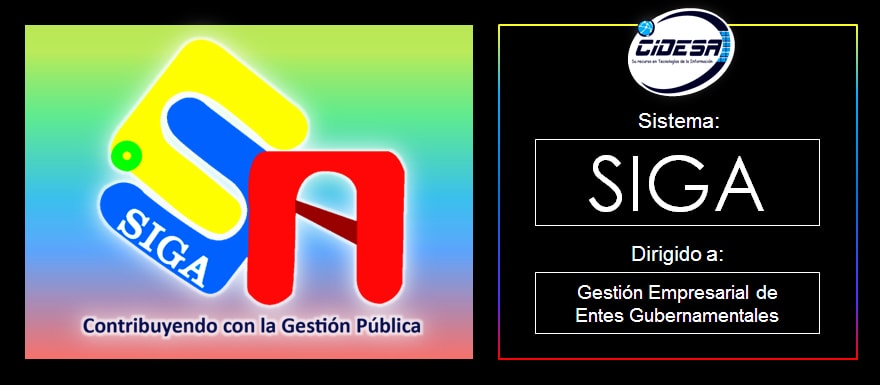 SIGA
Contribuyendo con la Gestión Pública
CIDESA
Su recurso en Tecnologías de la Información
Sistema:
SIGA
Dirigido a:
Gestión Empresarial de
Entes Gubernamentales